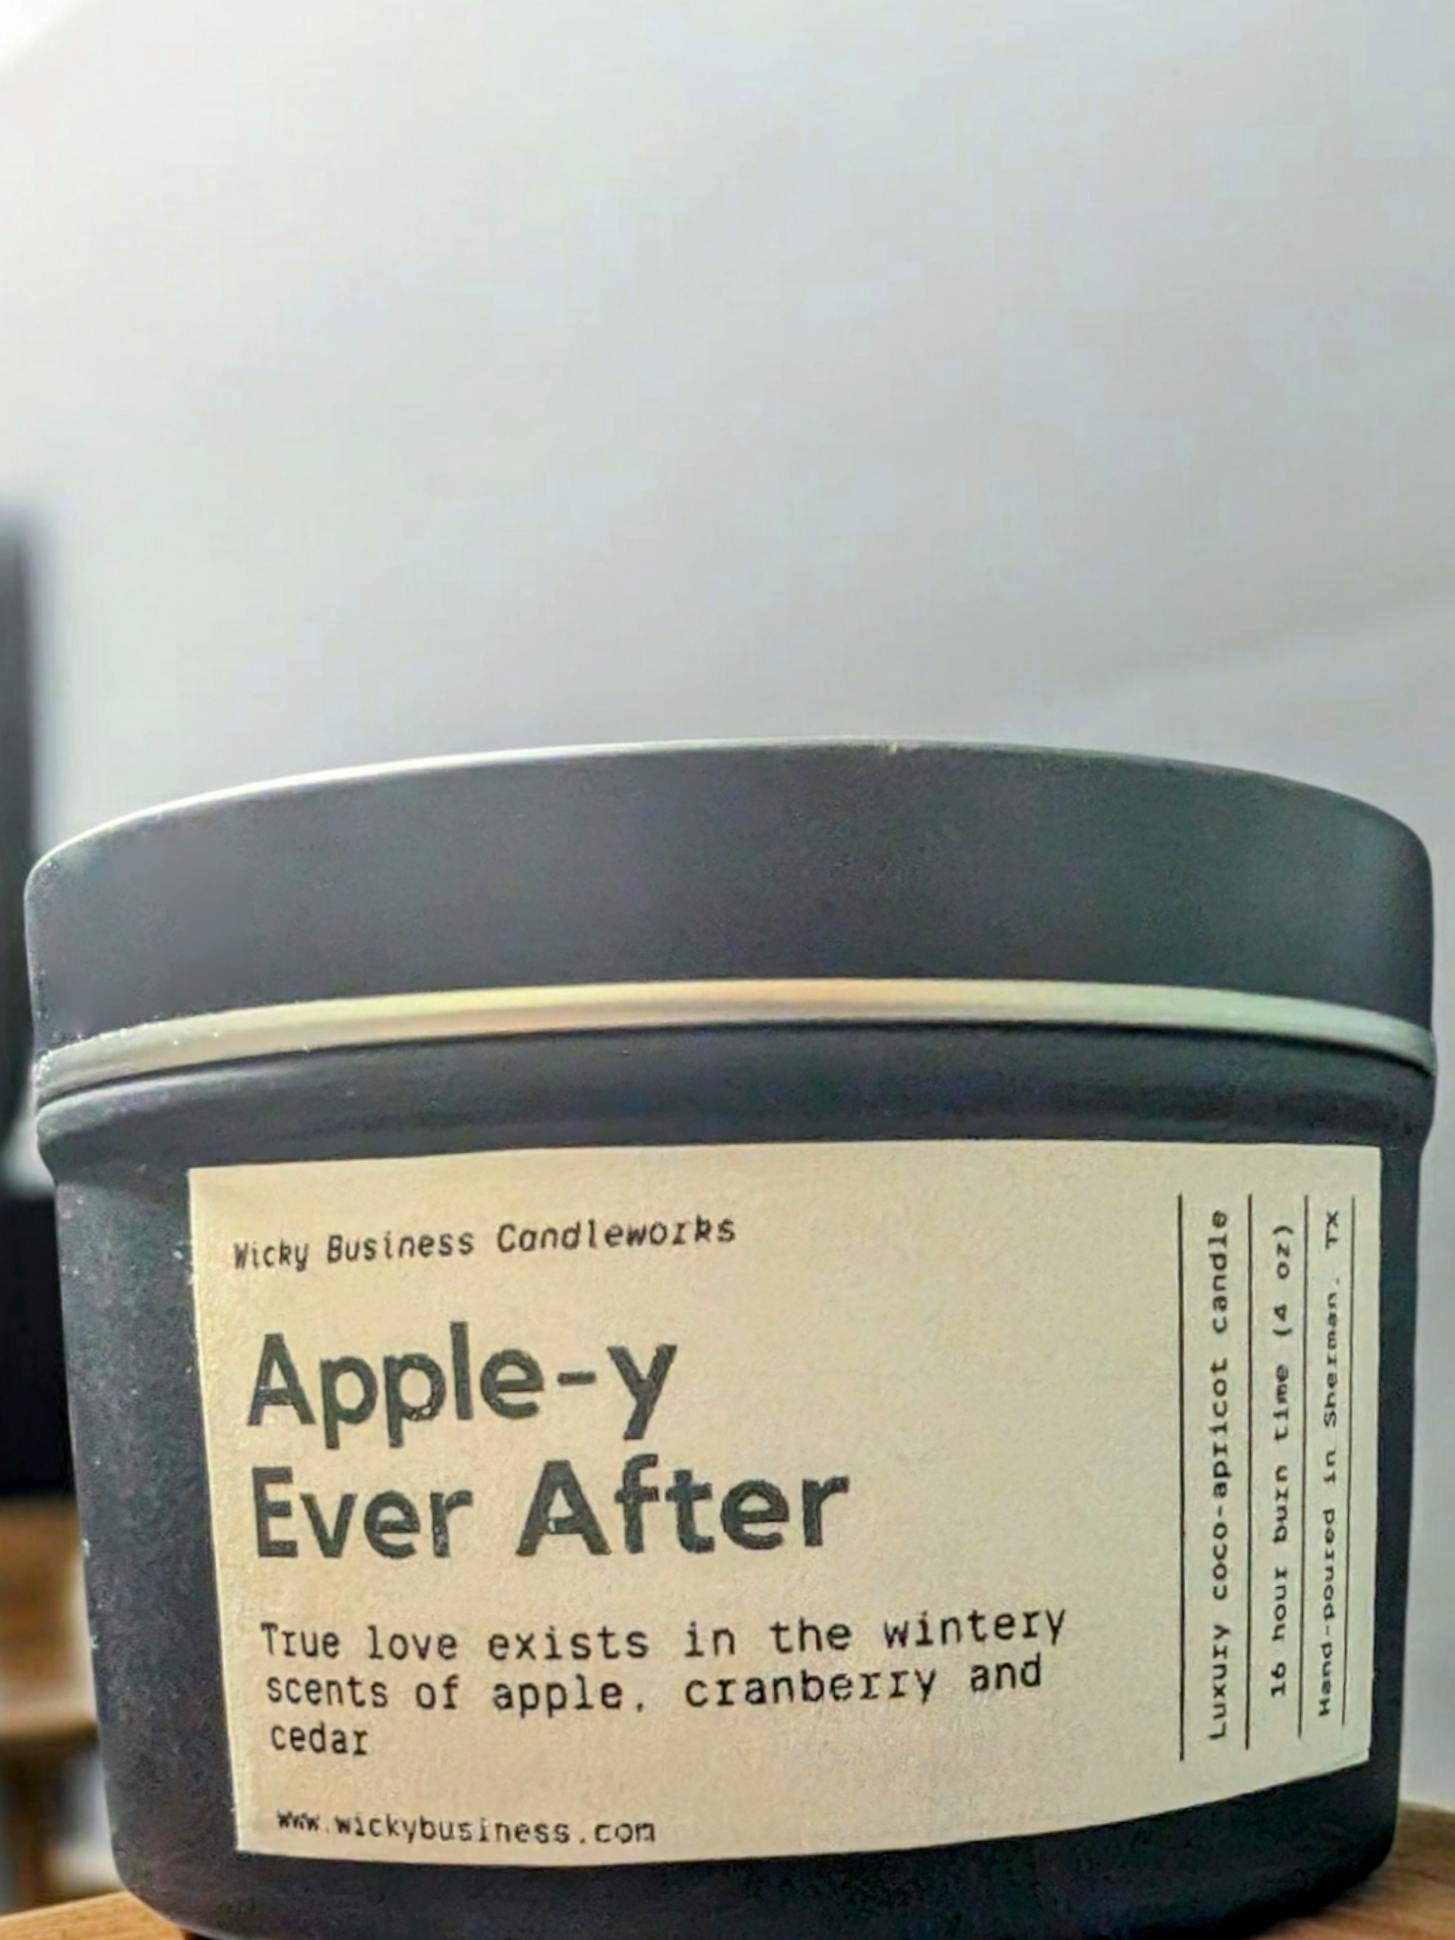 Wicky Business Candleworks
Apple-y
Ever After
True love exists in the wintery
scents of apple, cranberry and
cedar
www.wickybusiness.com
Luxury coco-apricot candle
16 hour burn time (4 oz)
Hand-poured in Sherman, TX